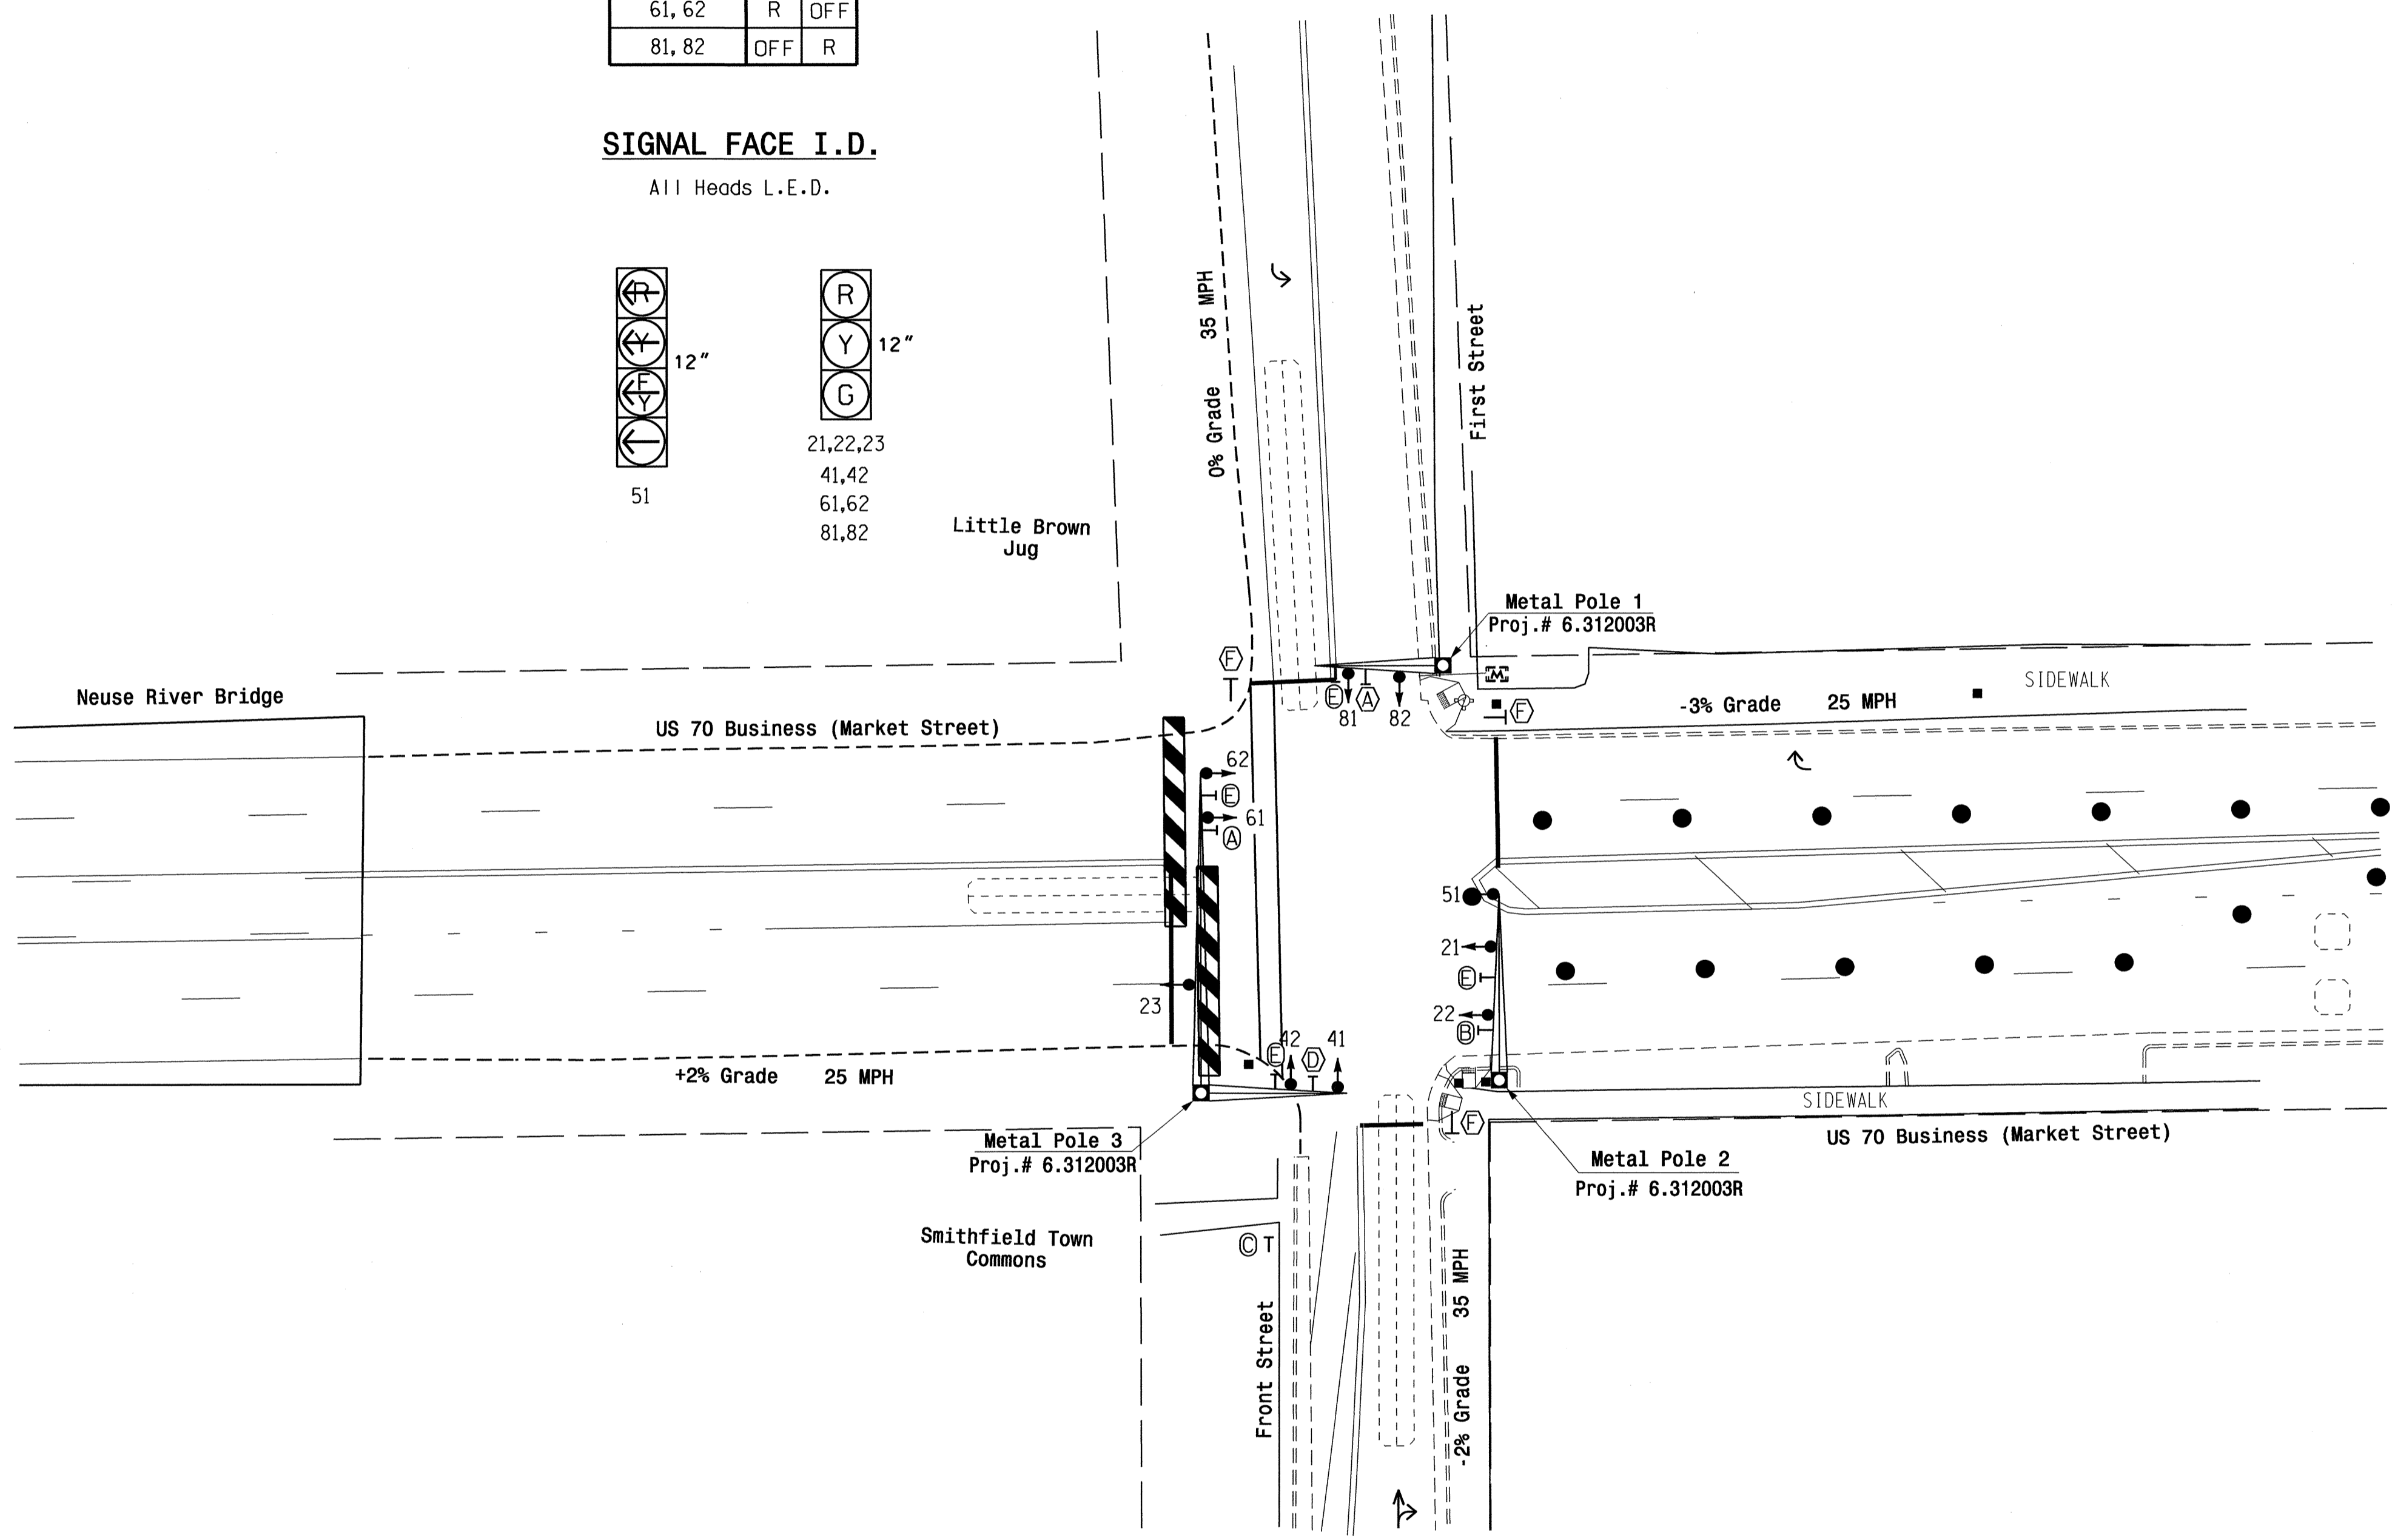 61, 62 R OFF
81, 82 OFF R
SIGNAL FACE I.D.
All Heads L.E.D.
R
Y
F
Y
12"
51
R
Y
G
12"
21,22,23
41,42
61,62
81,82
Little Brown
Jug
0% Grade 35 MPH
First Street
Metal Pole 1
Proj.# 6.312003R
Neuse River Bridge
US 70 Business (Market Street)
F
E
81
A
82
M
F
SIDEWALK
-3% Grade 25 MPH
62
E
61
A
51
21
E
22
B
23
42
41
E
D
+2% Grade 25 MPH
SIDEWALK
F
US 70 Business (Market Street)
Metal Pole 3
Proj.# 6.312003R
Metal Pole 2
Proj.# 6.312003R
Smithfield Town
Commons
C
Front Street
-2% Grade 35 MPH